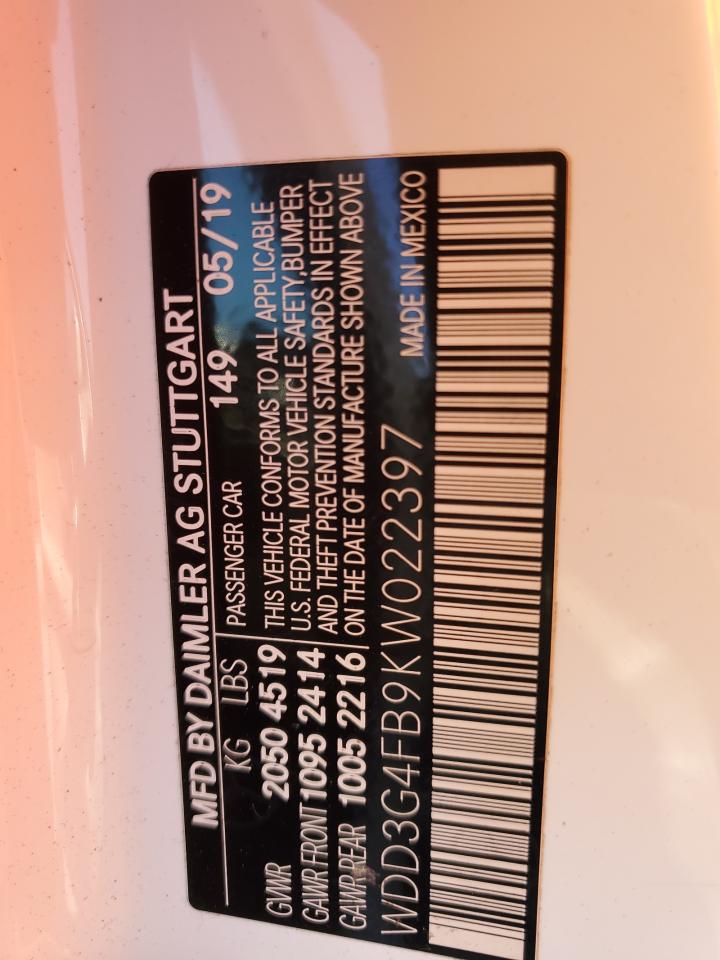 MFD BY DAIMLER AG STUTTGART
KG LBS PASSENGER CAR 149 05/19
GVWR 2050 4519 THIS VEHICLE CONFORMS TO ALL APPLICABLE
GAWR FRONT 1095 2414 U.S. FEDERAL MOTOR VEHICLE SAFETY,BUMPER
GAWR REAR 1005 2216 AND THEFT PREVENTION STANDARDS IN EFFECT
ON THE DATE OF MANUFACTURE SHOWN ABOVE
WDD3G4FB9KW022397 MADE IN MEXICO